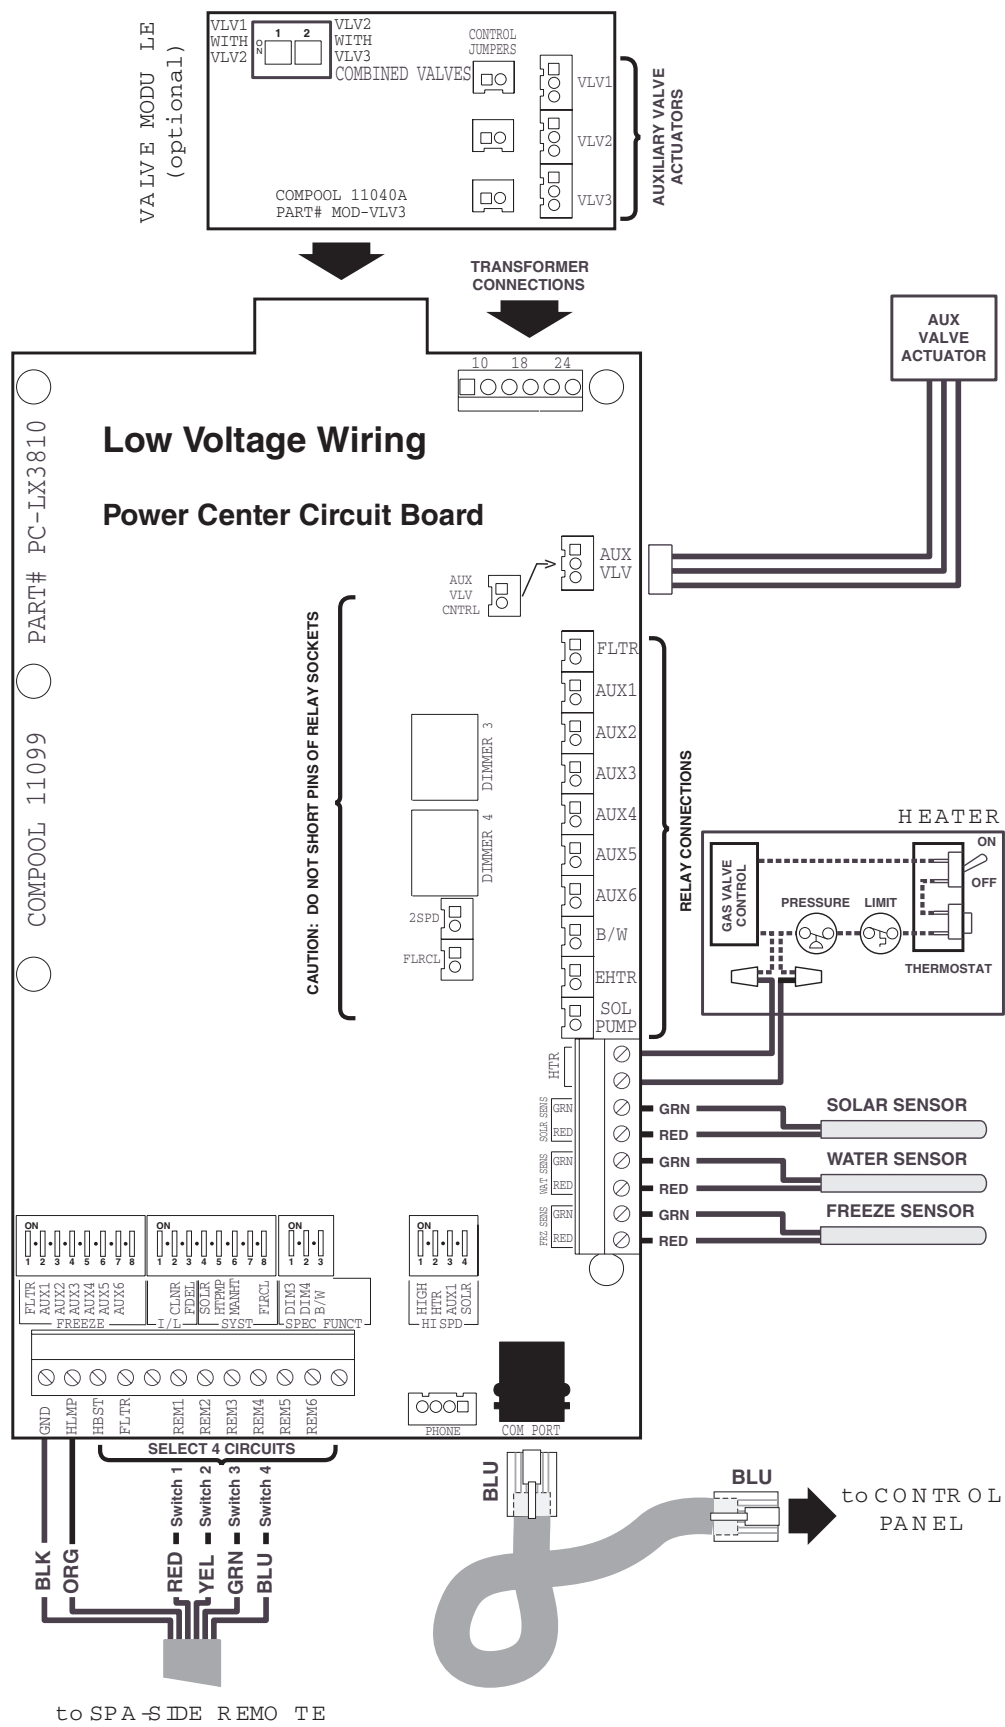 VALVE MODU LE
(optional)
VLV1
WITH
VLV2
ON
1 2
VLV2
WITH
VLV3
COMBINED VALVES
CONTROL
JUMPERS
VLV1
VLV2
VLV3
COMPOOL 11040A
PART# MOD-VLV3
AUXILIARY VALVE
ACTUATORS
TRANSFORMER
CONNECTIONS
10 18 24
AUX
VALVE
ACTUATOR
Low Voltage Wiring
Power Center Circuit Board
COMPOOL 11099 PART# PC-LX3810
AUX
VLV
AUX
VLV
CNTRL
CAUTION: DO NOT SHORT PINS OF RELAY SOCKETS
FLTR
AUX1
AUX2
AUX3
AUX4
AUX5
AUX6
B/W
EHTR
SOL
PUMP
RELAY CONNECTIONS
DIMMER 3
DIMMER 4
2SPD
FLRCL
HEATER
GAS VALVE
CONTROL
PRESSURE LIMIT
ON
OFF
THERMOSTAT
HTR
SOLR SENS
GRN
RED
WAT SENS
GRN
RED
FRZ SENS
GRN
RED
GRN
RED
SOLAR SENSOR
GRN
RED
WATER SENSOR
GRN
RED
FREEZE SENSOR
ON
1 2 3 4 5 6 7 8
ON
1 2 3 4 5 6 7 8
ON
1 2 3
ON
1 2 3 4
FLTR
AUX1
AUX2
AUX3
AUX4
AUX5
AUX6
FREEZE
CLNR
FDEL
I/L
SOLR
HTPMP
MANHT
FLRCL
SYST
DIM3
DIM4
B/W
SPEC FUNCT
HIGH
HTR
AUX1
SOLR
HISPD
GND
HLMP
HBST
FLTR
REM1
REM2
REM3
REM4
REM5
REM6
PHONE
COM PORT
SELECT 4 CIRCUITS
BLK
ORG
RED Switch 1
YEL Switch 2
GRN Switch 3
BLU Switch 4
to SPA-SIDE REMO TE
BLU
BLU
to CONTROL
PANEL